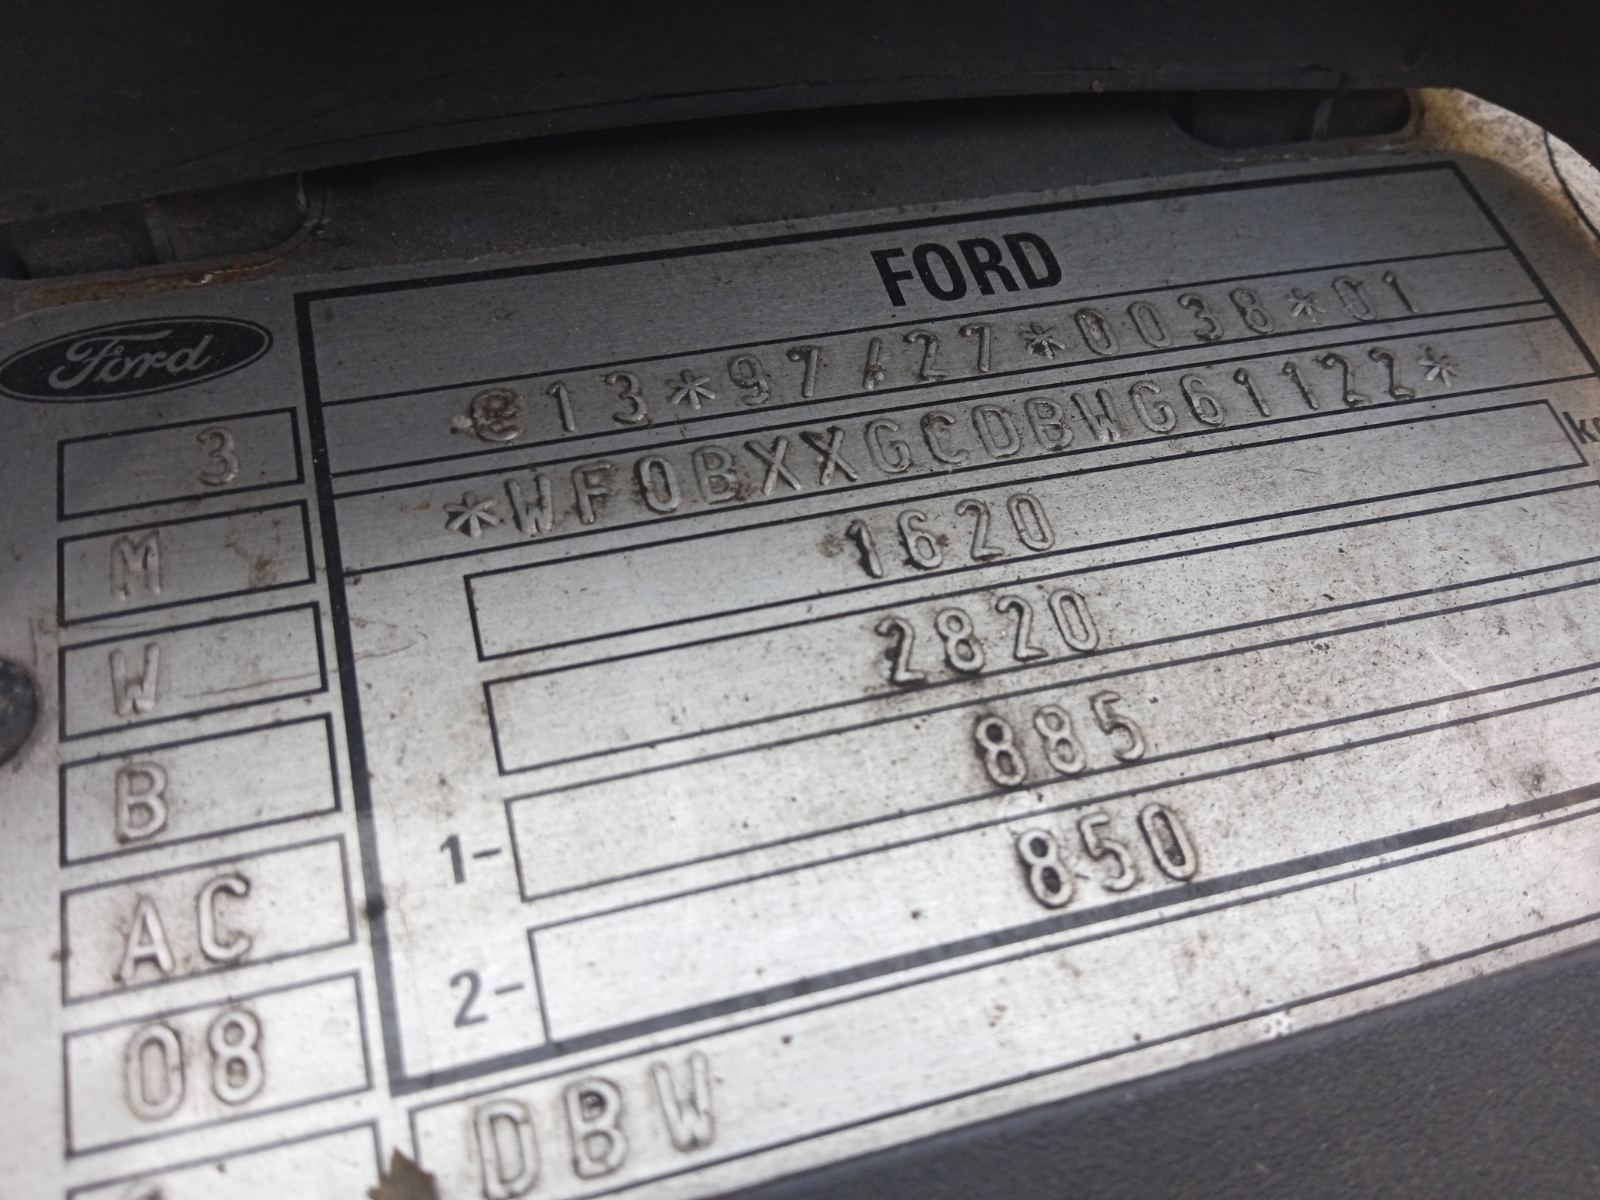 FORD
Ford
e13*97/27*0038*01
*WF0BXXGCDBWG61122*
3
M
W
B
AC
08
1620
2820
1- 885
2- 850
DBW